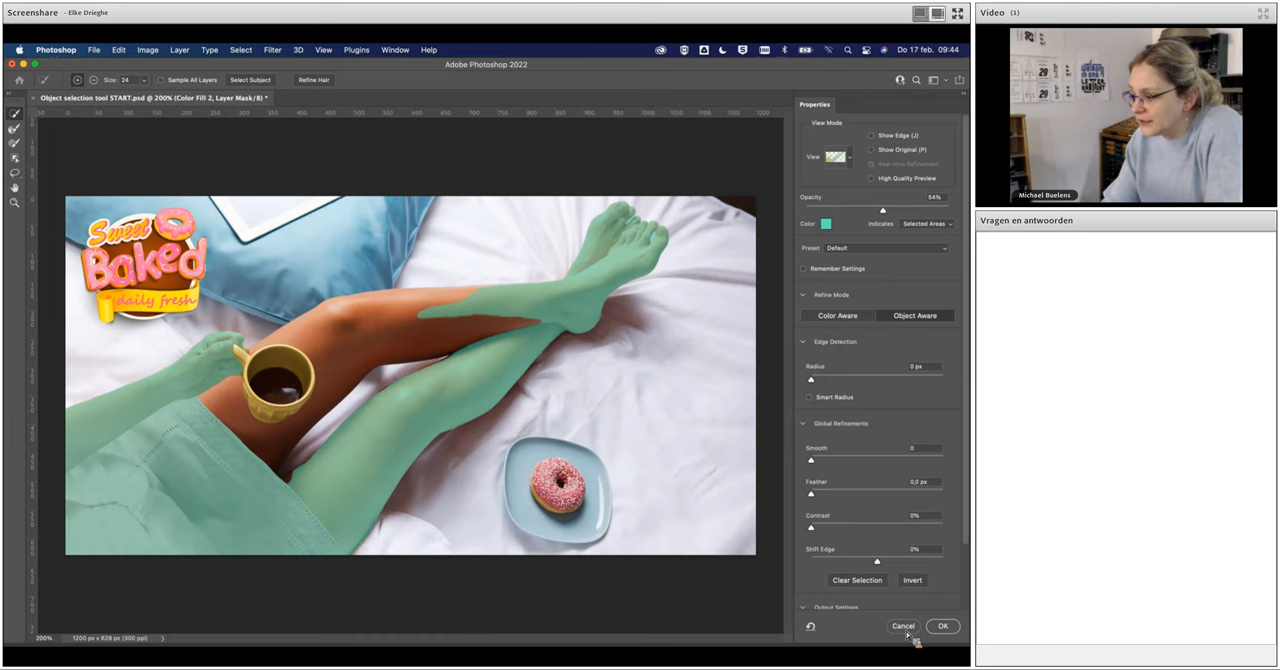 Screenshare - Elke Drieghe
Photoshop File Edit Image Layer Type Select Filter 3D View Plugins Window Help
Do 17 feb. 09:44
Adobe Photoshop 2022
Size: 24 Sample All Layers Select Subject Refine Hair
Object selection tool START.psd @ 200% (Color Fill 2, Layer Mask/8) *
Properties
View Mode
Show Edge (J)
Show Original (P)
View
Real-time Refinement
High Quality Preview
Opacity 54%
Color Indicates Selected Areas
Preset Default
Remember Settings
Refine Mode
Color Aware Object Aware
Edge Detection
Radius 0 px
Smart Radius
Global Refinements
Smooth 0
Feather 0,0 px
Contrast 0%
Shift Edge 0%
Clear Selection Invert
Output Settings
Cancel OK
Sweet
Baked
daily fresh
200% 1200 px x 628 px (300 ppi)
Video (1)
29
29
Michael Buelens
Vragen en antwoorden